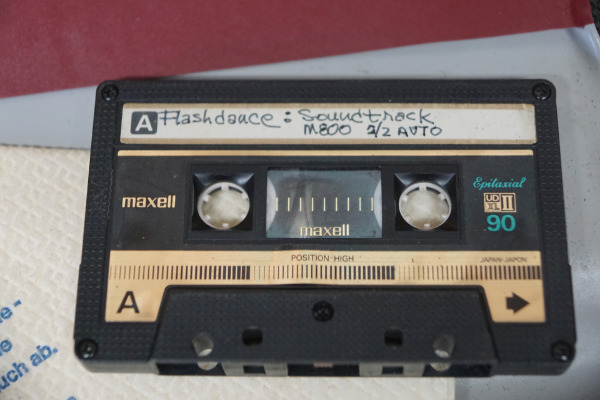 A Flashdance: Soundtrack
M800 2/2 AUTO
maxell
Epitaxial
UD
XL II
90
maxell
POSITION·HIGH
JAPAN·JAPON
A
uch ab.